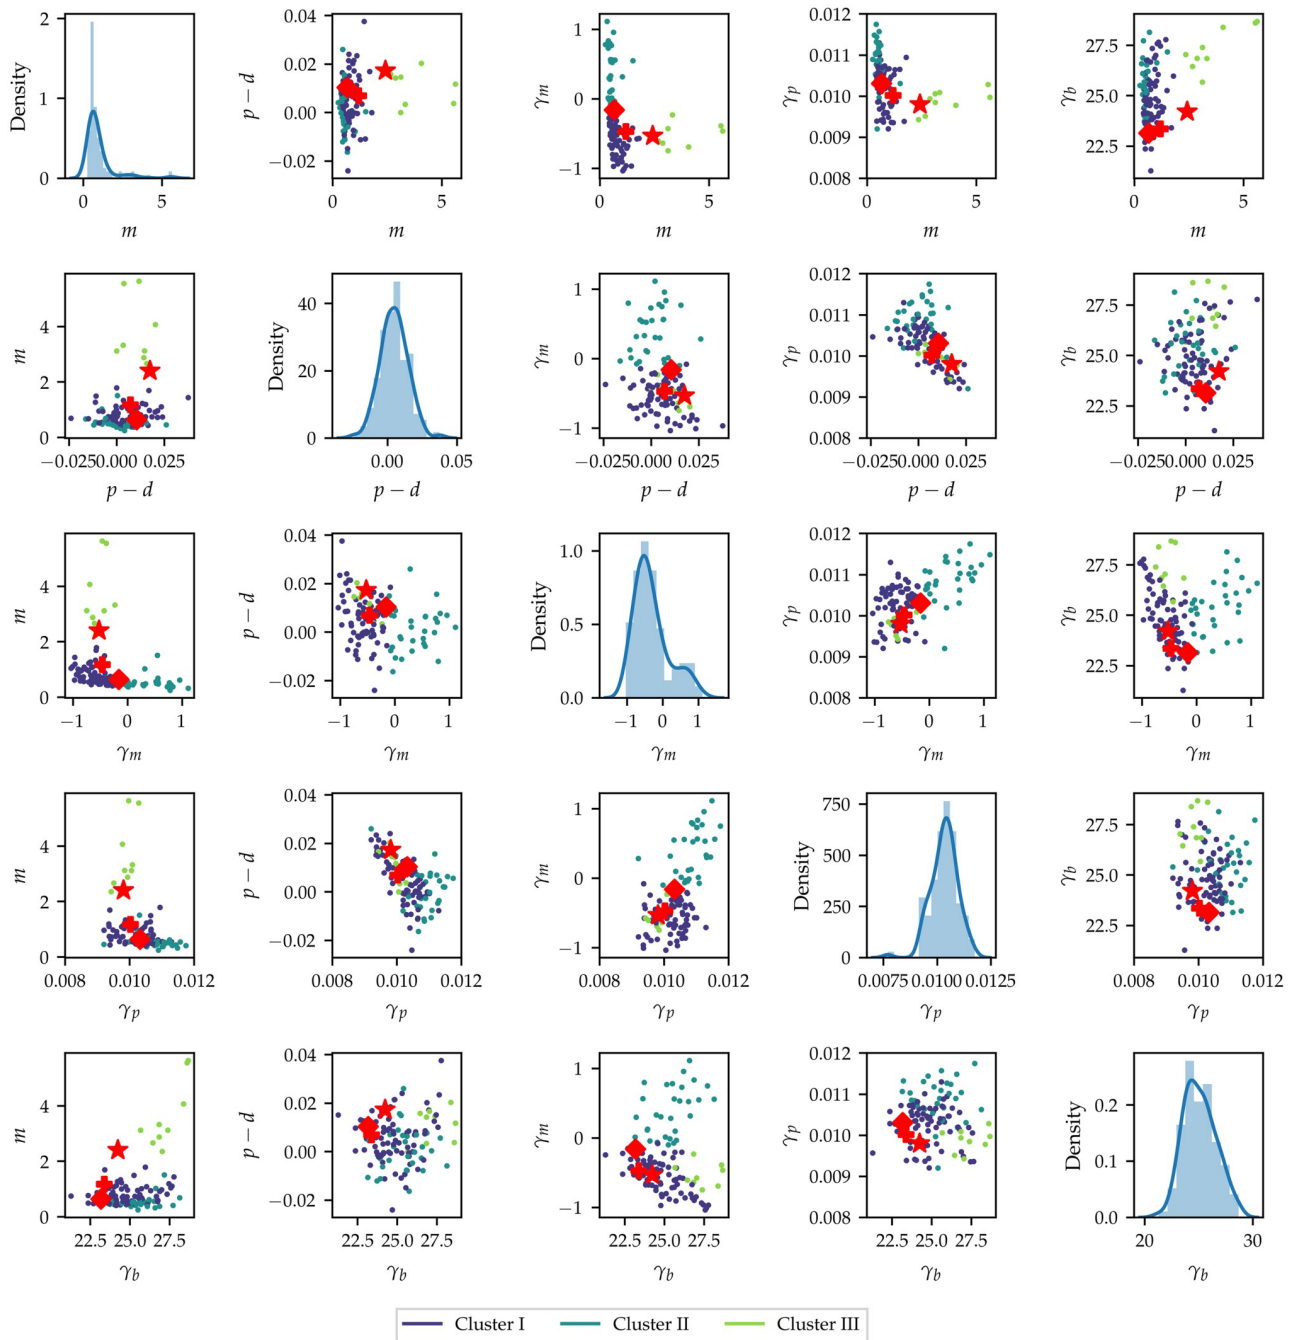 2
1
0
Density
0 5
m
0.04
0.02
0.00
−0.02
p − d
0 5
m
1
0
−1
γm
0 5
m
0.012
0.011
0.010
0.009
0.008
γp
0 5
m
27.5
25.0
22.5
γb
0 5
m
4
2
0
m
−0.025 0.000 0.025
p − d
40
20
0
Density
0.00 0.05
1
0
−1
γm
−0.025 0.000 0.025
p − d
0.012
0.011
0.010
0.009
0.008
γp
−0.025 0.000 0.025
p − d
27.5
25.0
22.5
γb
−0.025 0.000 0.025
p − d
4
2
0
m
−1 0 1
γm
0.04
0.02
0.00
−0.02
p − d
−1 0 1
γm
1.0
0.5
0.0
Density
−1 0 1
γm
0.012
0.011
0.010
0.009
0.008
γp
−1 0 1
γm
27.5
25.0
22.5
γb
−1 0 1
γm
4
2
0
m
0.008 0.010 0.012
γp
0.04
0.02
0.00
−0.02
p − d
0.008 0.010 0.012
γp
1
0
−1
γm
0.008 0.010 0.012
γp
750
500
250
0
Density
0.0075 0.0100 0.0125
γp
27.5
25.0
22.5
γb
0.008 0.010 0.012
γp
4
2
0
m
22.5 25.0 27.5
γb
0.04
0.02
0.00
−0.02
p − d
22.5 25.0 27.5
γb
1
0
−1
γm
22.5 25.0 27.5
γb
0.012
0.011
0.010
0.009
0.008
γp
22.5 25.0 27.5
γb
0.2
0.1
0.0
Density
20 30
γb
Cluster I Cluster II Cluster III